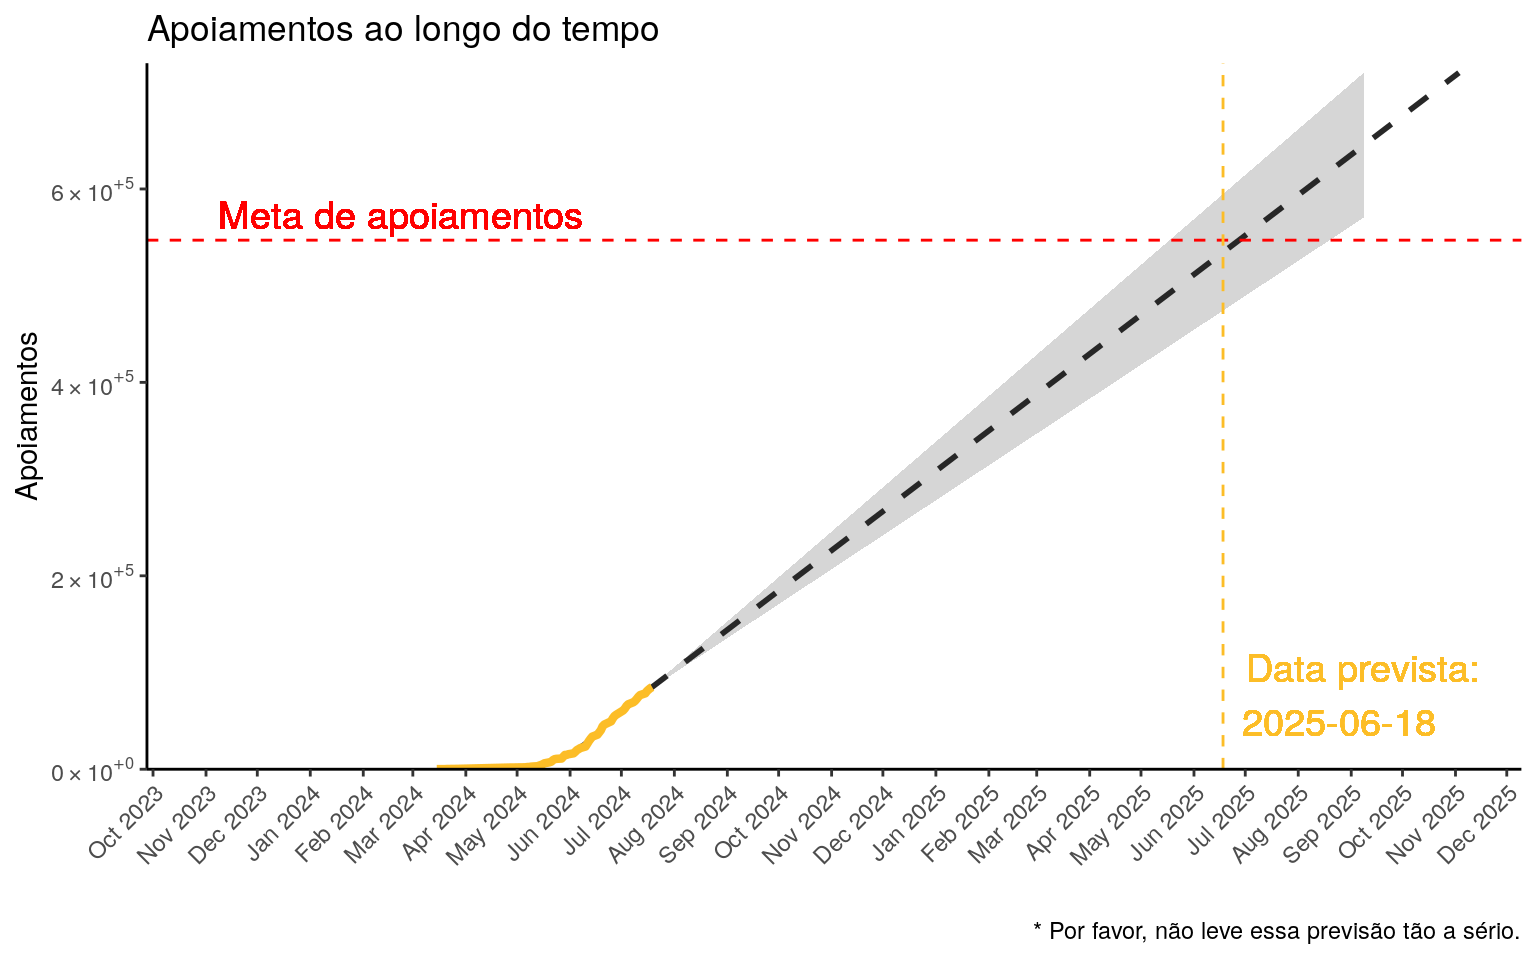 Apoiamentos ao longo do tempo
Apoiamentos
6 × 10⁺⁵
4 × 10⁺⁵
2 × 10⁺⁵
0 × 10⁺⁰
Meta de apoiamentos
Data prevista:
2025-06-18
Oct 2023
Nov 2023
Dec 2023
Jan 2024
Feb 2024
Mar 2024
Apr 2024
May 2024
Jun 2024
Jul 2024
Aug 2024
Sep 2024
Oct 2024
Nov 2024
Dec 2024
Jan 2025
Feb 2025
Mar 2025
Apr 2025
May 2025
Jun 2025
Jul 2025
Aug 2025
Sep 2025
Oct 2025
Nov 2025
Dec 2025
* Por favor, não leve essa previsão tão a sério.